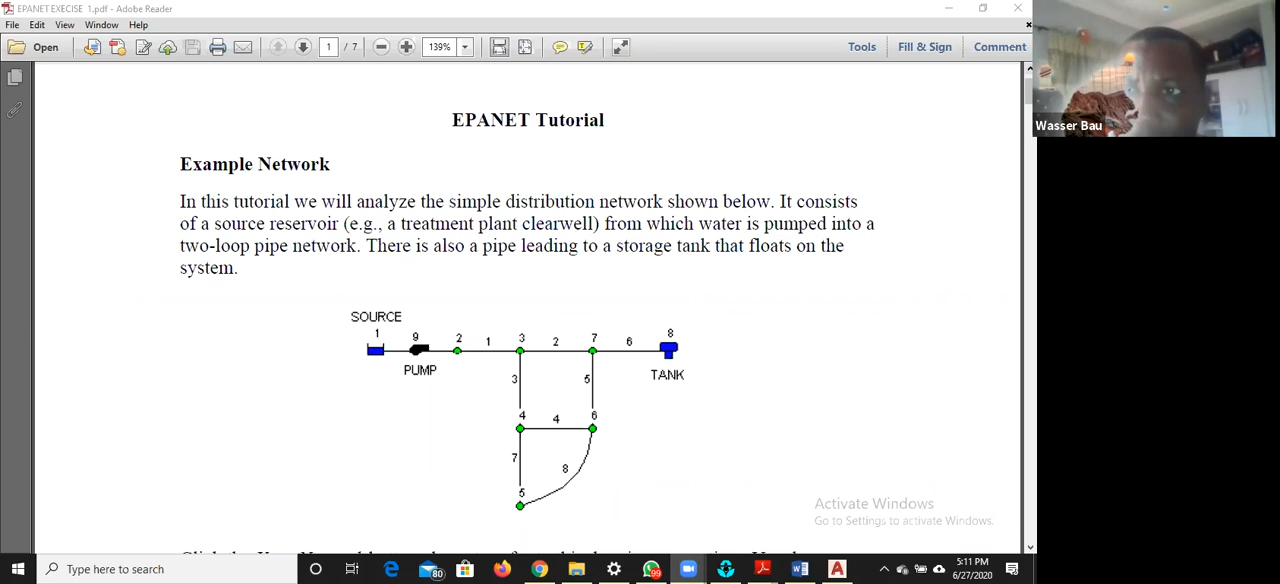 EPANET EXECISE 1.pdf - Adobe Reader
File Edit View Window Help
Open 1 / 7 139% Tools Fill & Sign Comment
Wasser Bau
EPANET Tutorial
Example Network
In this tutorial we will analyze the simple distribution network shown below. It consists
of a source reservoir (e.g., a treatment plant clearwell) from which water is pumped into a
two-loop pipe network. There is also a pipe leading to a storage tank that floats on the
system.
SOURCE
1 9 2 1 3 2 7 6 8
PUMP TANK
3 5
4 4 6
7 8
5
Activate Windows
Go to Settings to activate Windows.
Type here to search
80
99
5:11 PM
6/27/2020